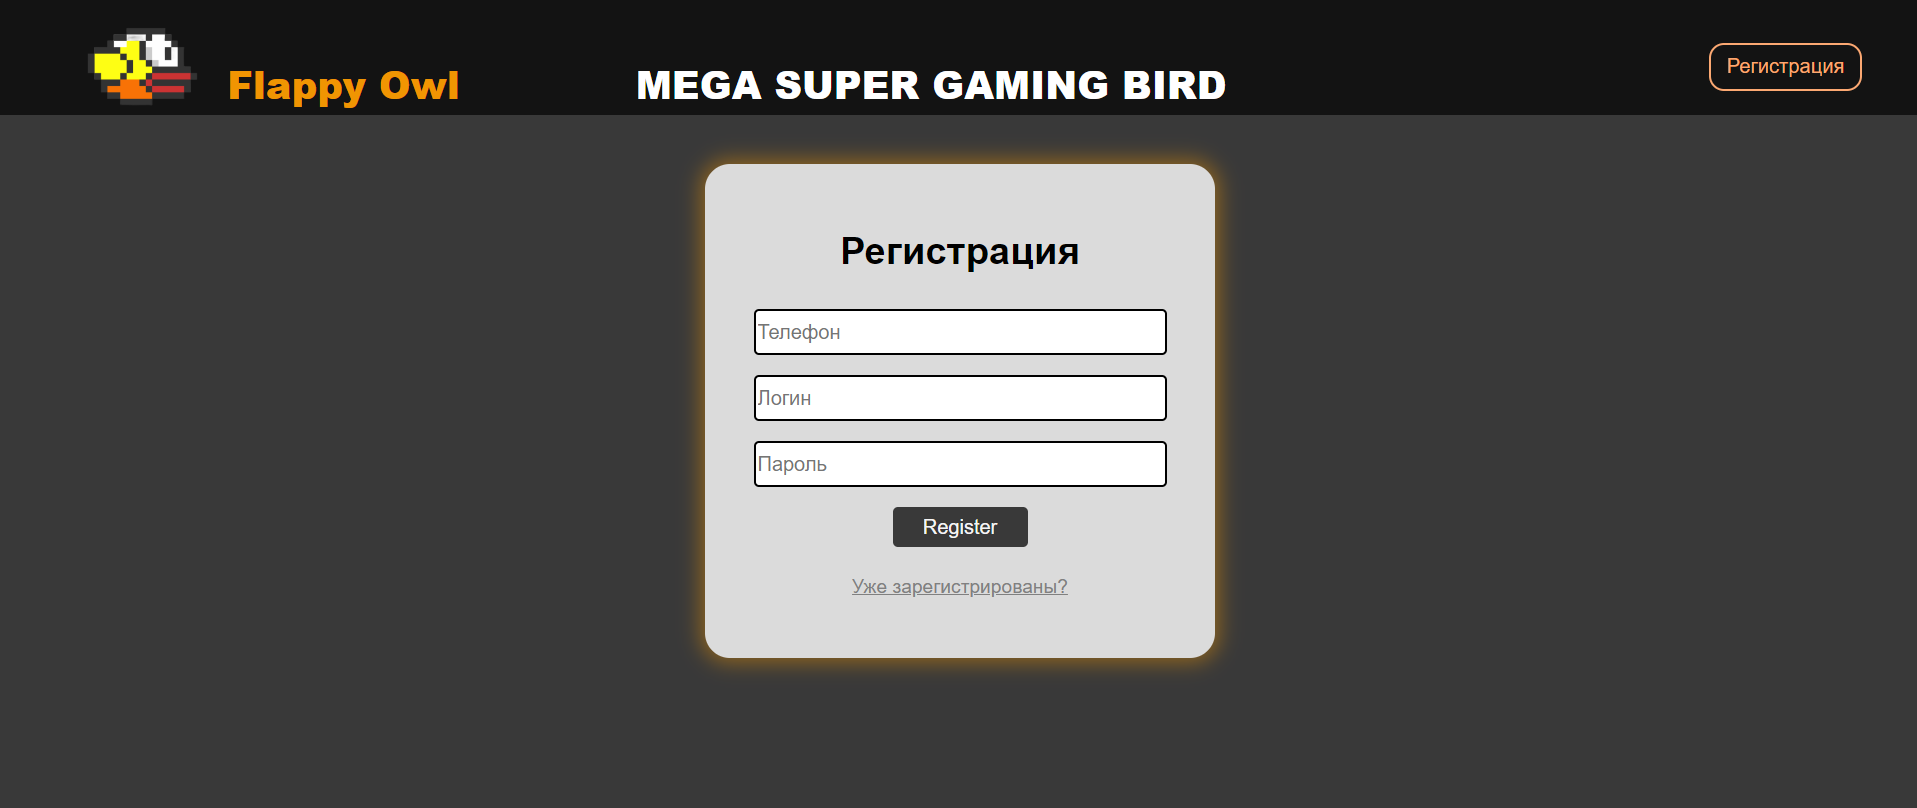 Flappy Owl
MEGA SUPER GAMING BIRD
Регистрация
Регистрация
Телефон
Логин
Пароль
Register
Уже зарегистрированы?